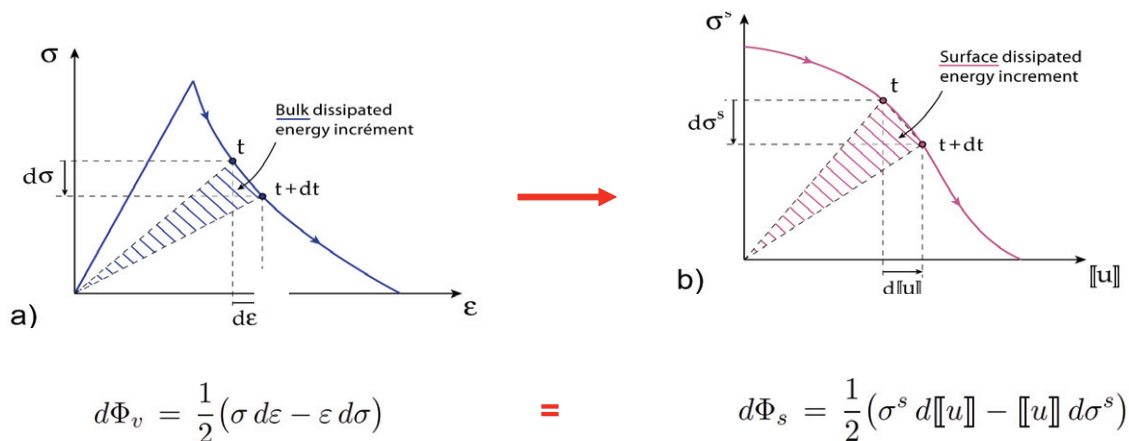 σ
Bulk dissipated
energy incrément
t
dσ
t+dt
dε
ε
a)
σˢ
Surface dissipated
energy increment
t
dσˢ
t+dt
d⟦u⟧
⟦u⟧
b)
dΦᵥ = 1/2 (σ dε − ε dσ)
=
dΦₛ = 1/2 (σˢ d⟦u⟧ − ⟦u⟧ dσˢ)